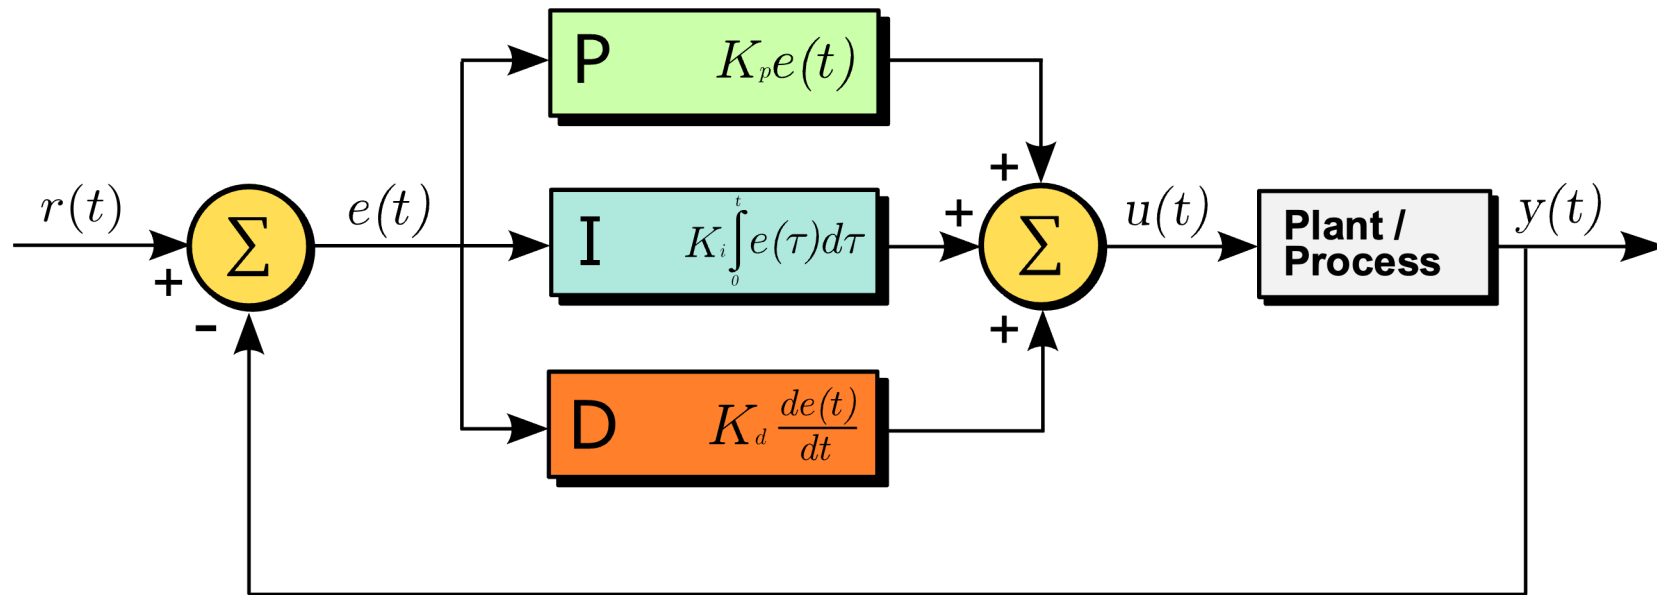 P K_p e(t)
r(t)
+
-
Σ
e(t)
I K_i ∫_0^t e(τ)dτ
D K_d de(t)/dt
+
+
+
Σ
u(t)
Plant /
Process
y(t)